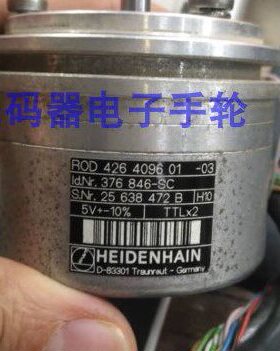 码器电子手轮
ROD 426 4096 01 -03
Id.Nr. 376 846-SC
S.Nr. 25 638 472 B H10
5V+-10% TTLx2
HEIDENHAIN
D-83301 Traunreut - Germany